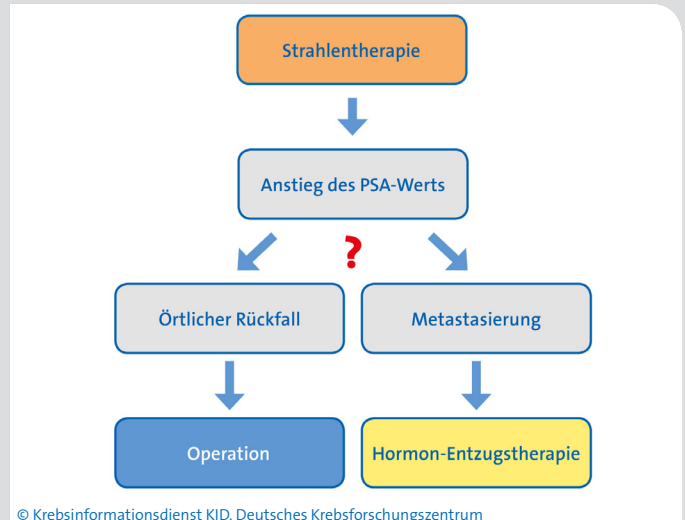 Strahlentherapie
Anstieg des PSA-Werts
?
Örtlicher Rückfall
Metastasierung
Operation
Hormon-Entzugstherapie
© Krebsinformationsdienst KID, Deutsches Krebsforschungszentrum